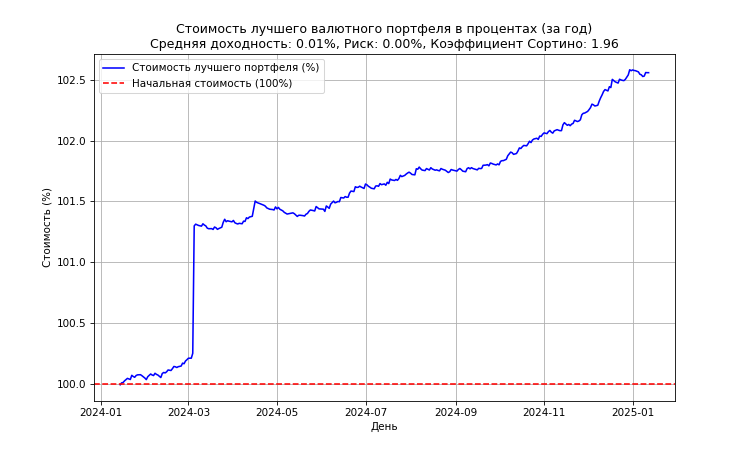 Стоимость лучшего валютного портфеля в процентах (за год)
Средняя доходность: 0.01%, Риск: 0.00%, Коэффициент Сортино: 1.96
Стоимость лучшего портфеля (%)
Начальная стоимость (100%)
Стоимость (%)
102.5
102.0
101.5
101.0
100.5
100.0
2024-01
2024-03
2024-05
2024-07
2024-09
2024-11
2025-01
День